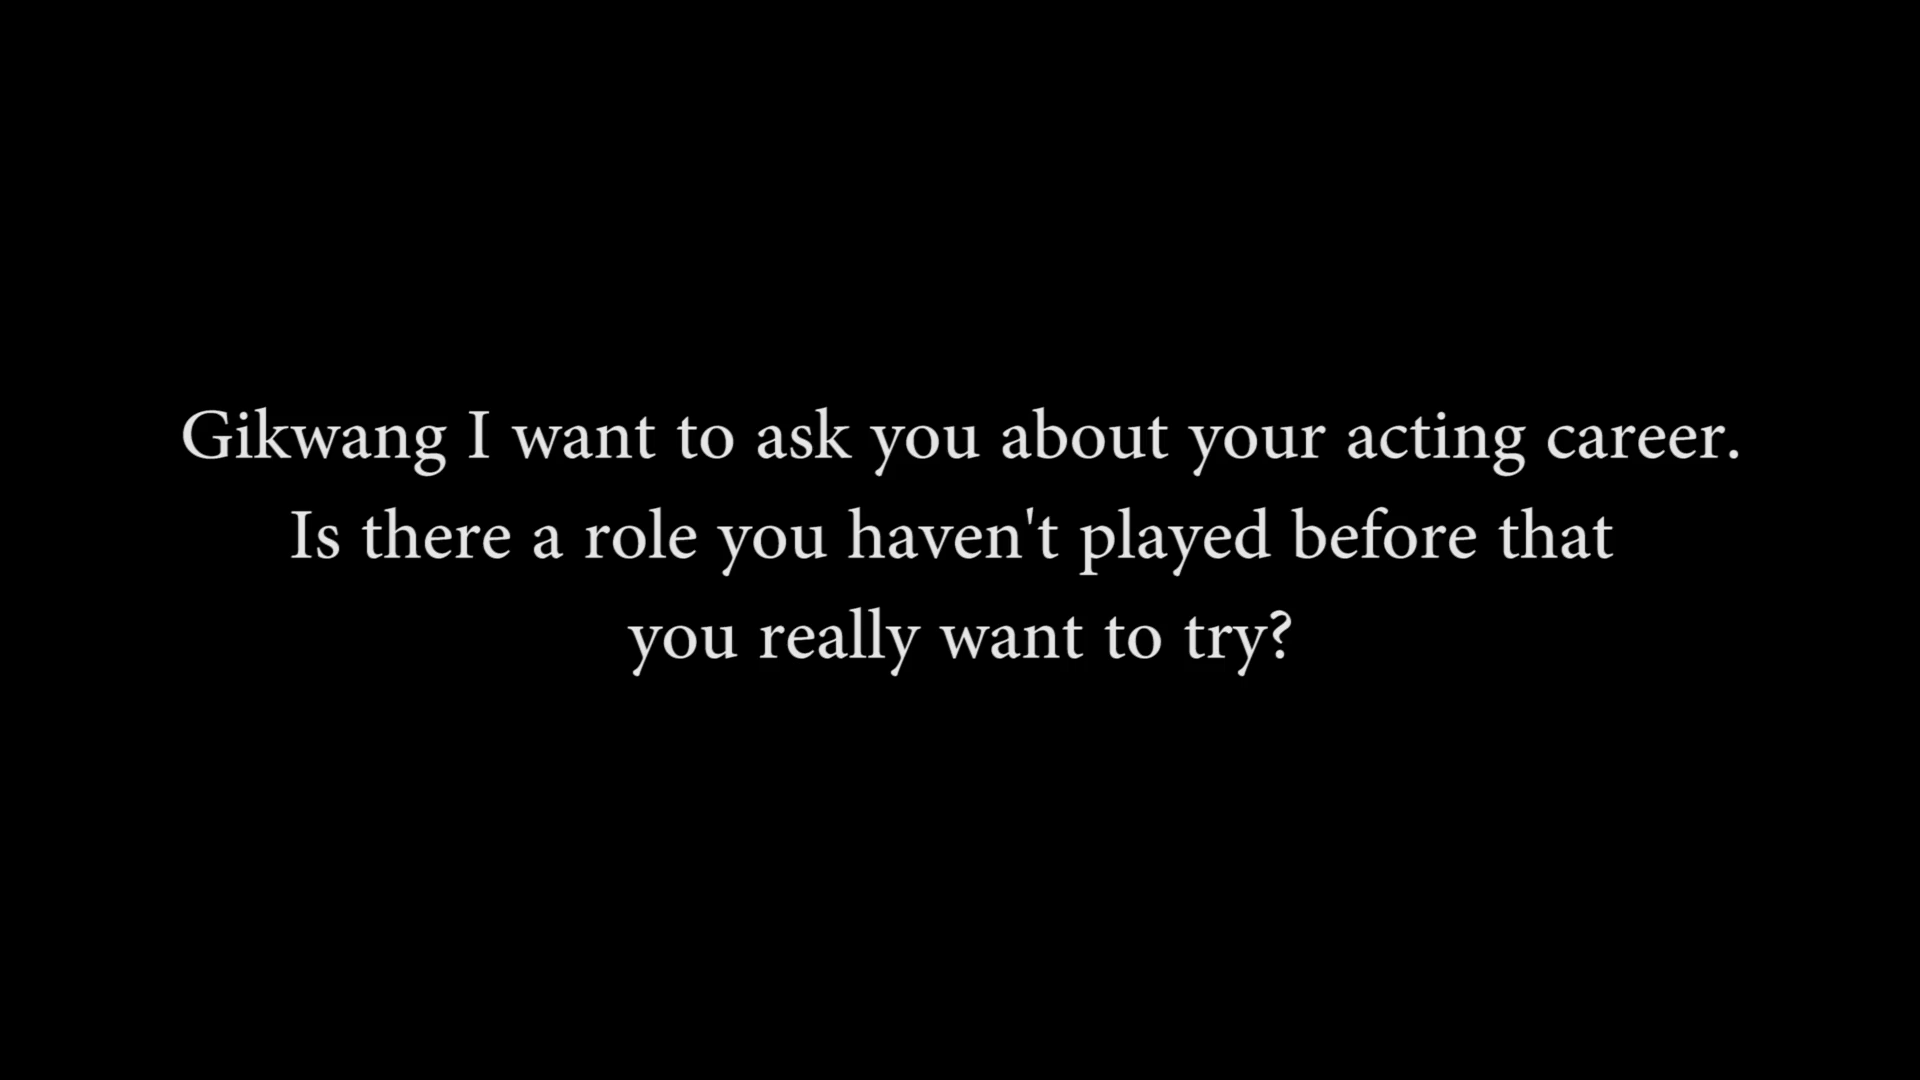 Gikwang I want to ask you about your acting career.
Is there a role you haven't played before that
you really want to try?